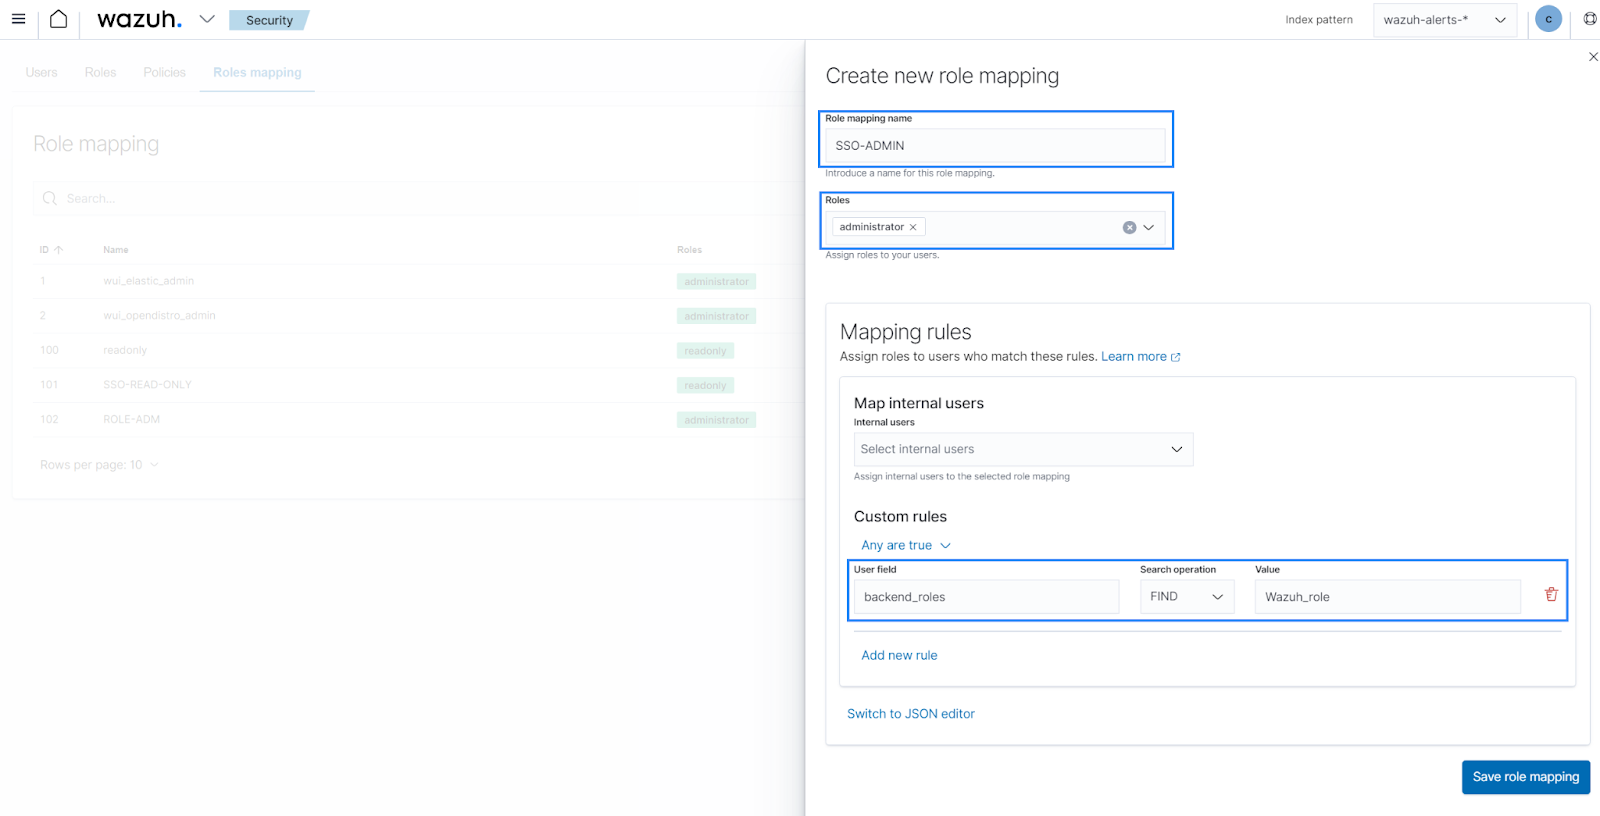 wazuh. Security Index pattern wazuh-alerts-* c
Users Roles Policies Roles mapping
Role mapping
Search...
ID Name Roles
1 wui_elastic_admin administrator
2 wui_opendistro_admin administrator
100 readonly readonly
101 SSO-READ-ONLY readonly
102 ROLE-ADM administrator
Rows per page: 10
Create new role mapping
Role mapping name
SSO-ADMIN
Introduce a name for this role mapping.
Roles
administrator
Assign roles to your users.
Mapping rules
Assign roles to users who match these rules. Learn more
Map internal users
Internal users
Select internal users
Assign internal users to the selected role mapping
Custom rules
Any are true
User field Search operation Value
backend_roles FIND Wazuh_role
Add new rule
Switch to JSON editor
Save role mapping